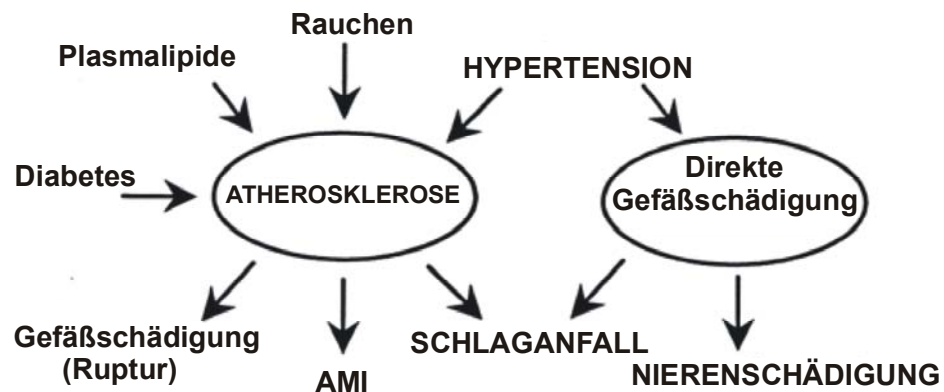 Rauchen
Plasmalipide
HYPERTENSION
Diabetes
ATHEROSKLEROSE
Direkte
Gefäßschädigung
Gefäßschädigung
(Ruptur)
AMI
SCHLAGANFALL
NIERENSCHÄDIGUNG